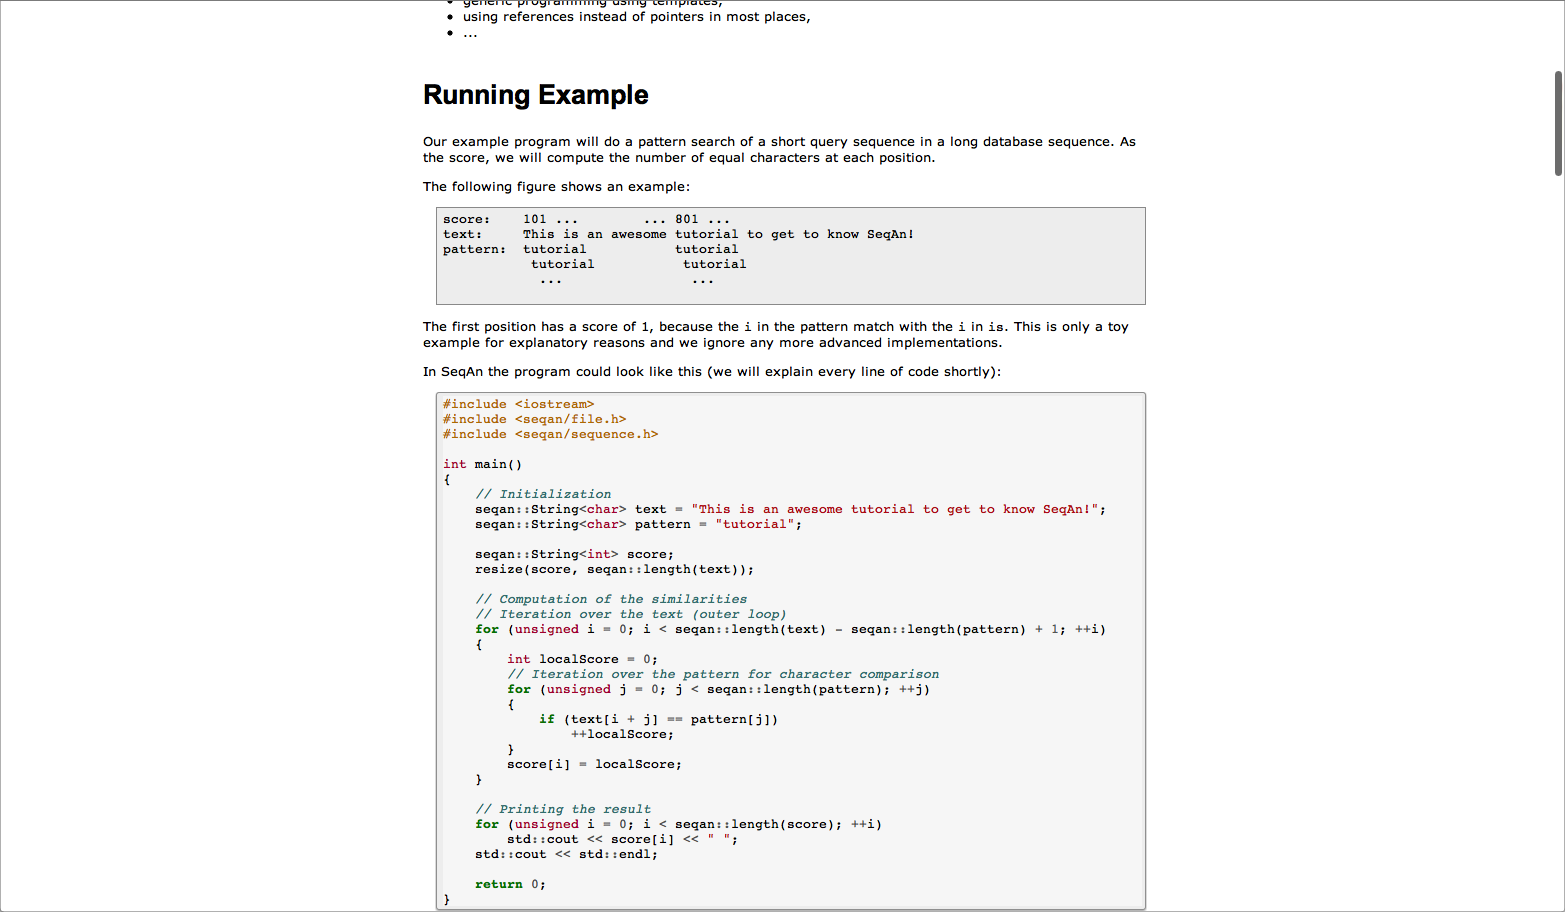 generic programming using templates,
• using references instead of pointers in most places,
• ...
Running Example
Our example program will do a pattern search of a short query sequence in a long database sequence. As
the score, we will compute the number of equal characters at each position.
The following figure shows an example:
score:    101 ...        ... 801 ...
text:     This is an awesome tutorial to get to know SeqAn!
pattern:  tutorial           tutorial
           tutorial           tutorial
            ...                ...
The first position has a score of 1, because the i in the pattern match with the i in is. This is only a toy
example for explanatory reasons and we ignore any more advanced implementations.
In SeqAn the program could look like this (we will explain every line of code shortly):
#include <iostream>
#include <seqan/file.h>
#include <seqan/sequence.h>
int main()
{
    // Initialization
    seqan::String<char> text = "This is an awesome tutorial to get to know SeqAn!";
    seqan::String<char> pattern = "tutorial";
    seqan::String<int> score;
    resize(score, seqan::length(text));
    // Computation of the similarities
    // Iteration over the text (outer loop)
    for (unsigned i = 0; i < seqan::length(text) - seqan::length(pattern) + 1; ++i)
    {
        int localScore = 0;
        // Iteration over the pattern for character comparison
        for (unsigned j = 0; j < seqan::length(pattern); ++j)
        {
            if (text[i + j] == pattern[j])
                ++localScore;
        }
        score[i] = localScore;
    }
    // Printing the result
    for (unsigned i = 0; i < seqan::length(score); ++i)
        std::cout << score[i] << " ";
    std::cout << std::endl;
    return 0;
}